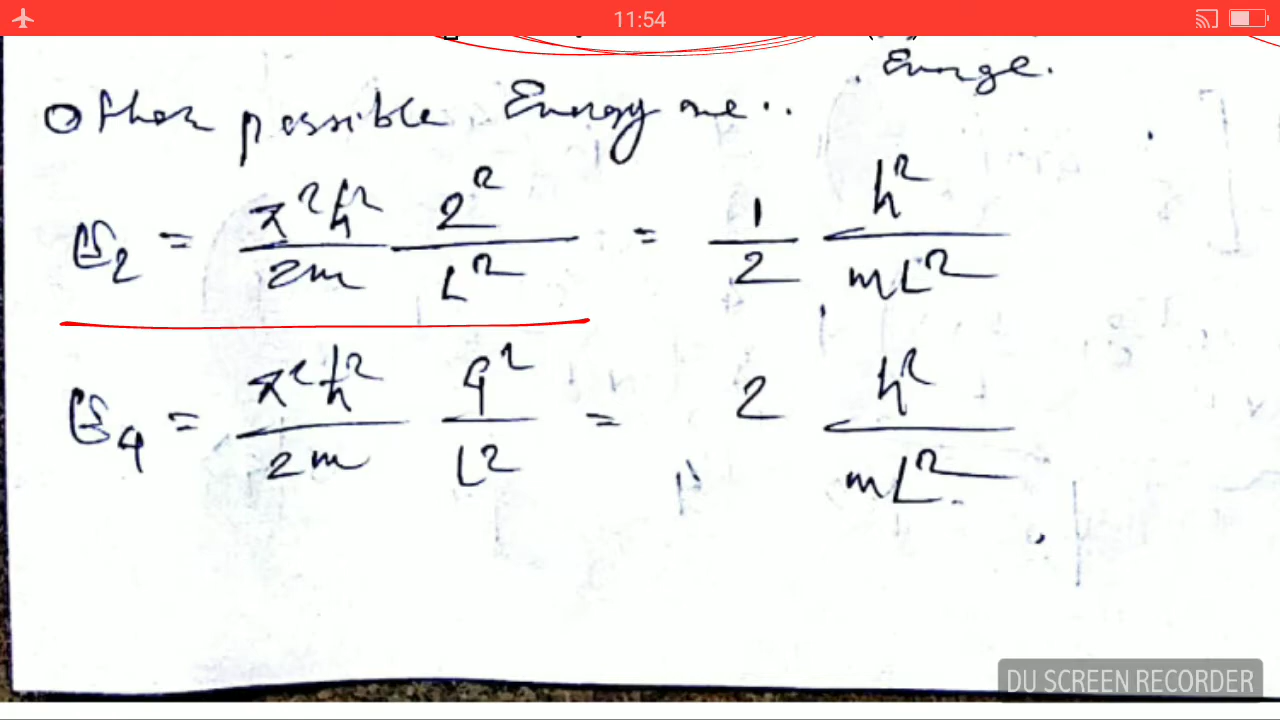 11:54
Energe.
Other possible Energy are..
E₂ = π²ħ²/2m 2²/L² = 1/2 h²/mL²
E₄ = π²ħ²/2m 4²/L² = 2 h²/mL²
DU SCREEN RECORDER